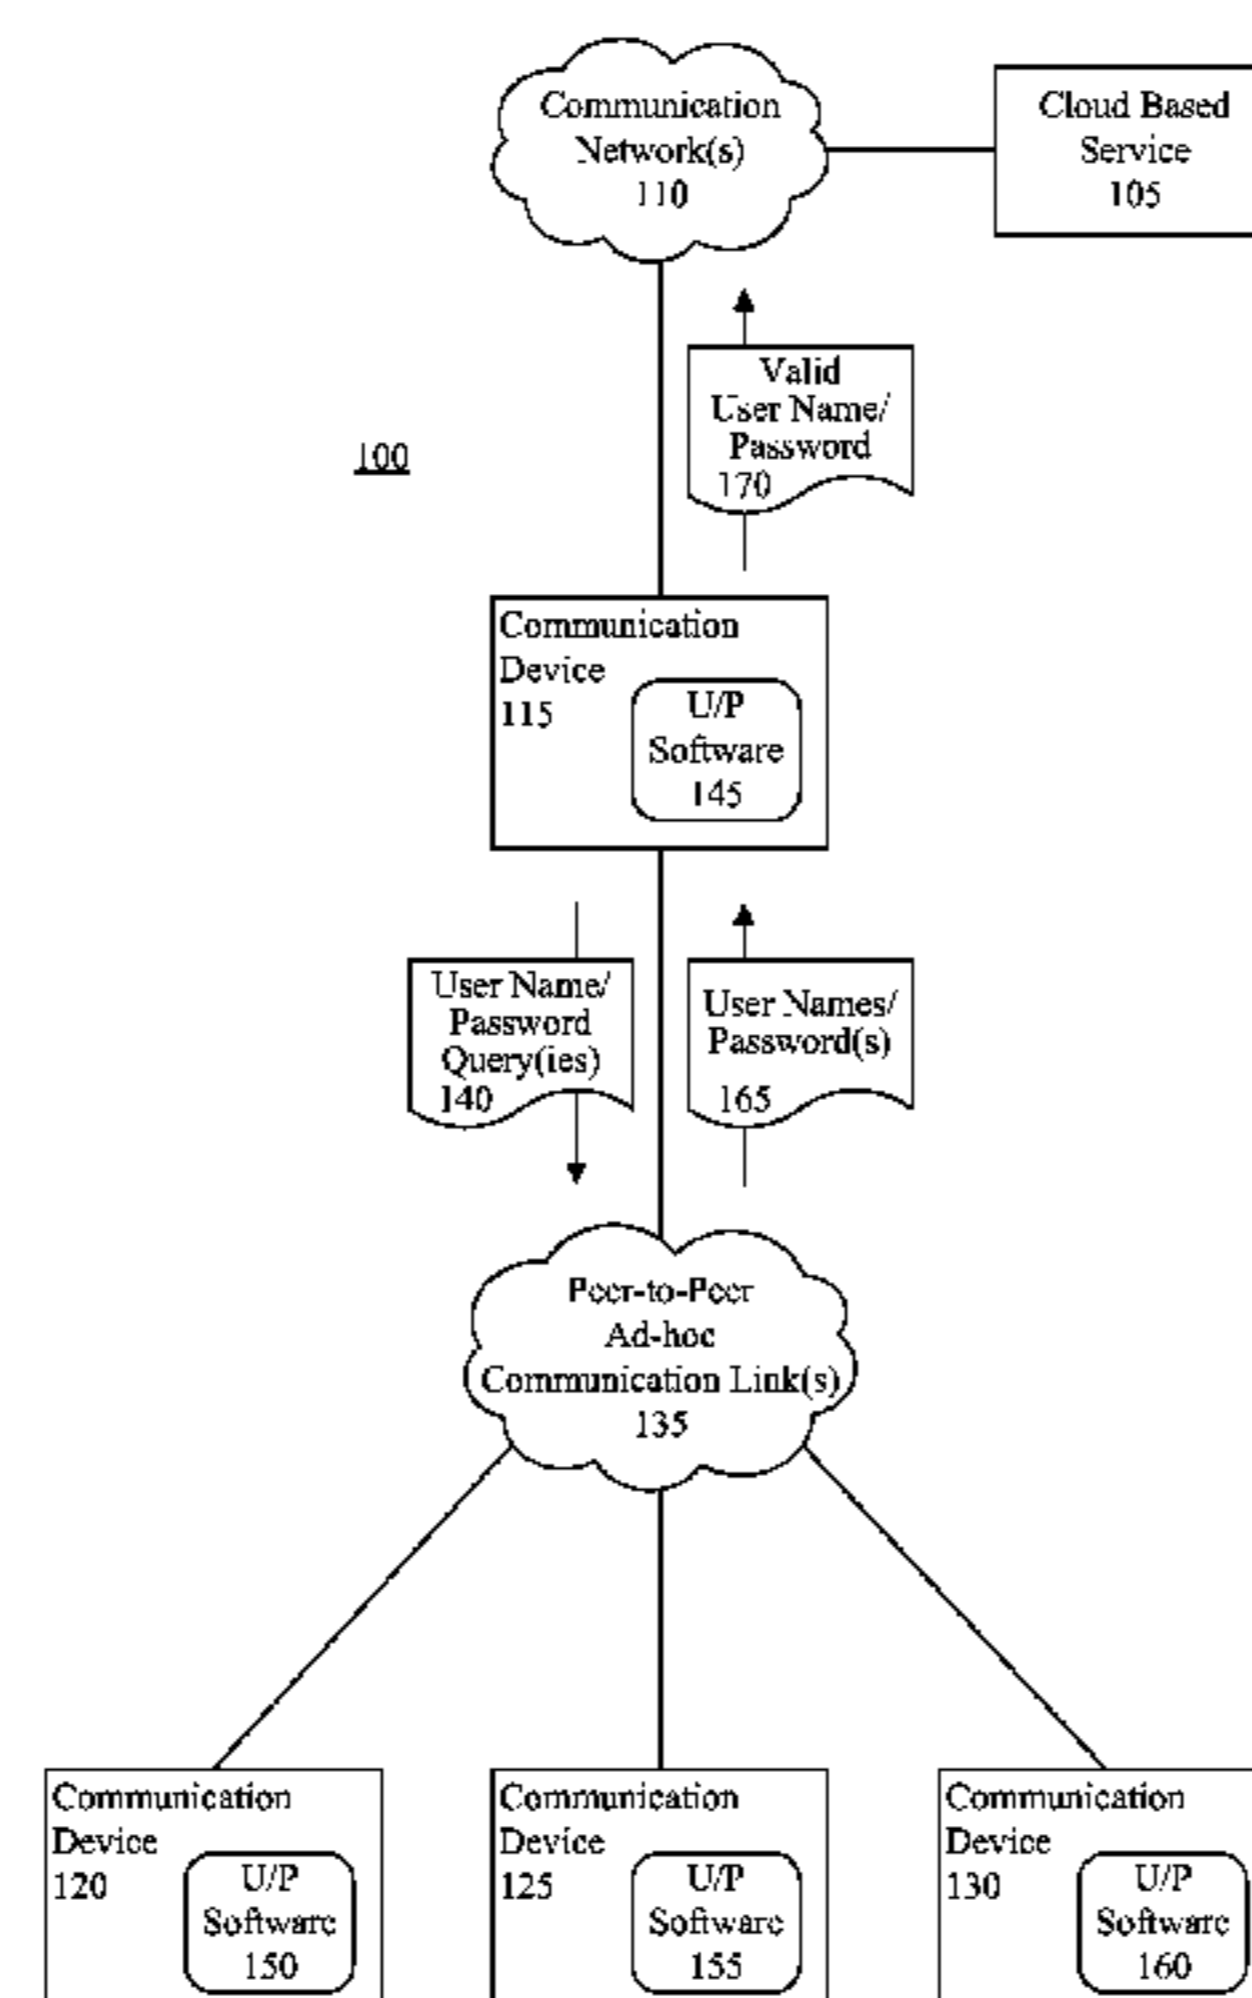 Communication
Network(s)
110
Cloud Based
Service
105
Valid
User Name/
Password
170
100
Communication
Device
115
U/P
Software
145
User Name/
Password
Query(ies)
140
User Names/
Password(s)
165
Peer-to-Peer
Ad-hoc
Communication Link(s)
135
Communication
Device
120
U/P
Software
150
Communication
Device
125
U/P
Software
155
Communication
Device
130
U/P
Software
160